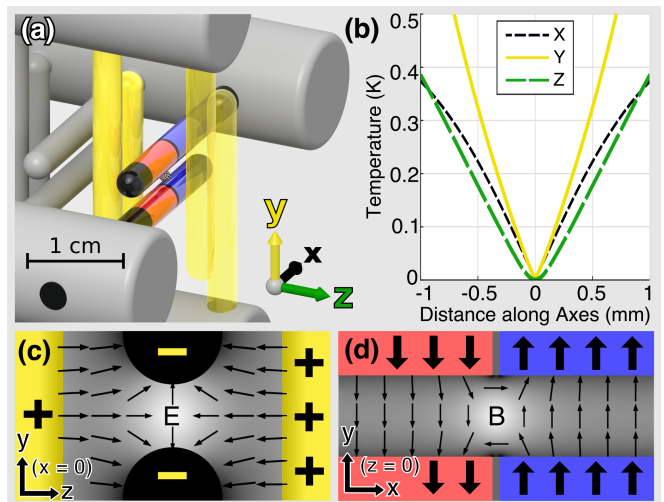 (a)
1 cm
y
x
z
(b)
Temperature (K)
0.5
0.4
0.3
0.2
0.1
0
X
Y
Z
-1 -0.5 0 0.5 1
Distance along Axes (mm)
(c)
− +
+ E +
− +
y
(x = 0)
z
(d)
B
y
(z = 0)
x